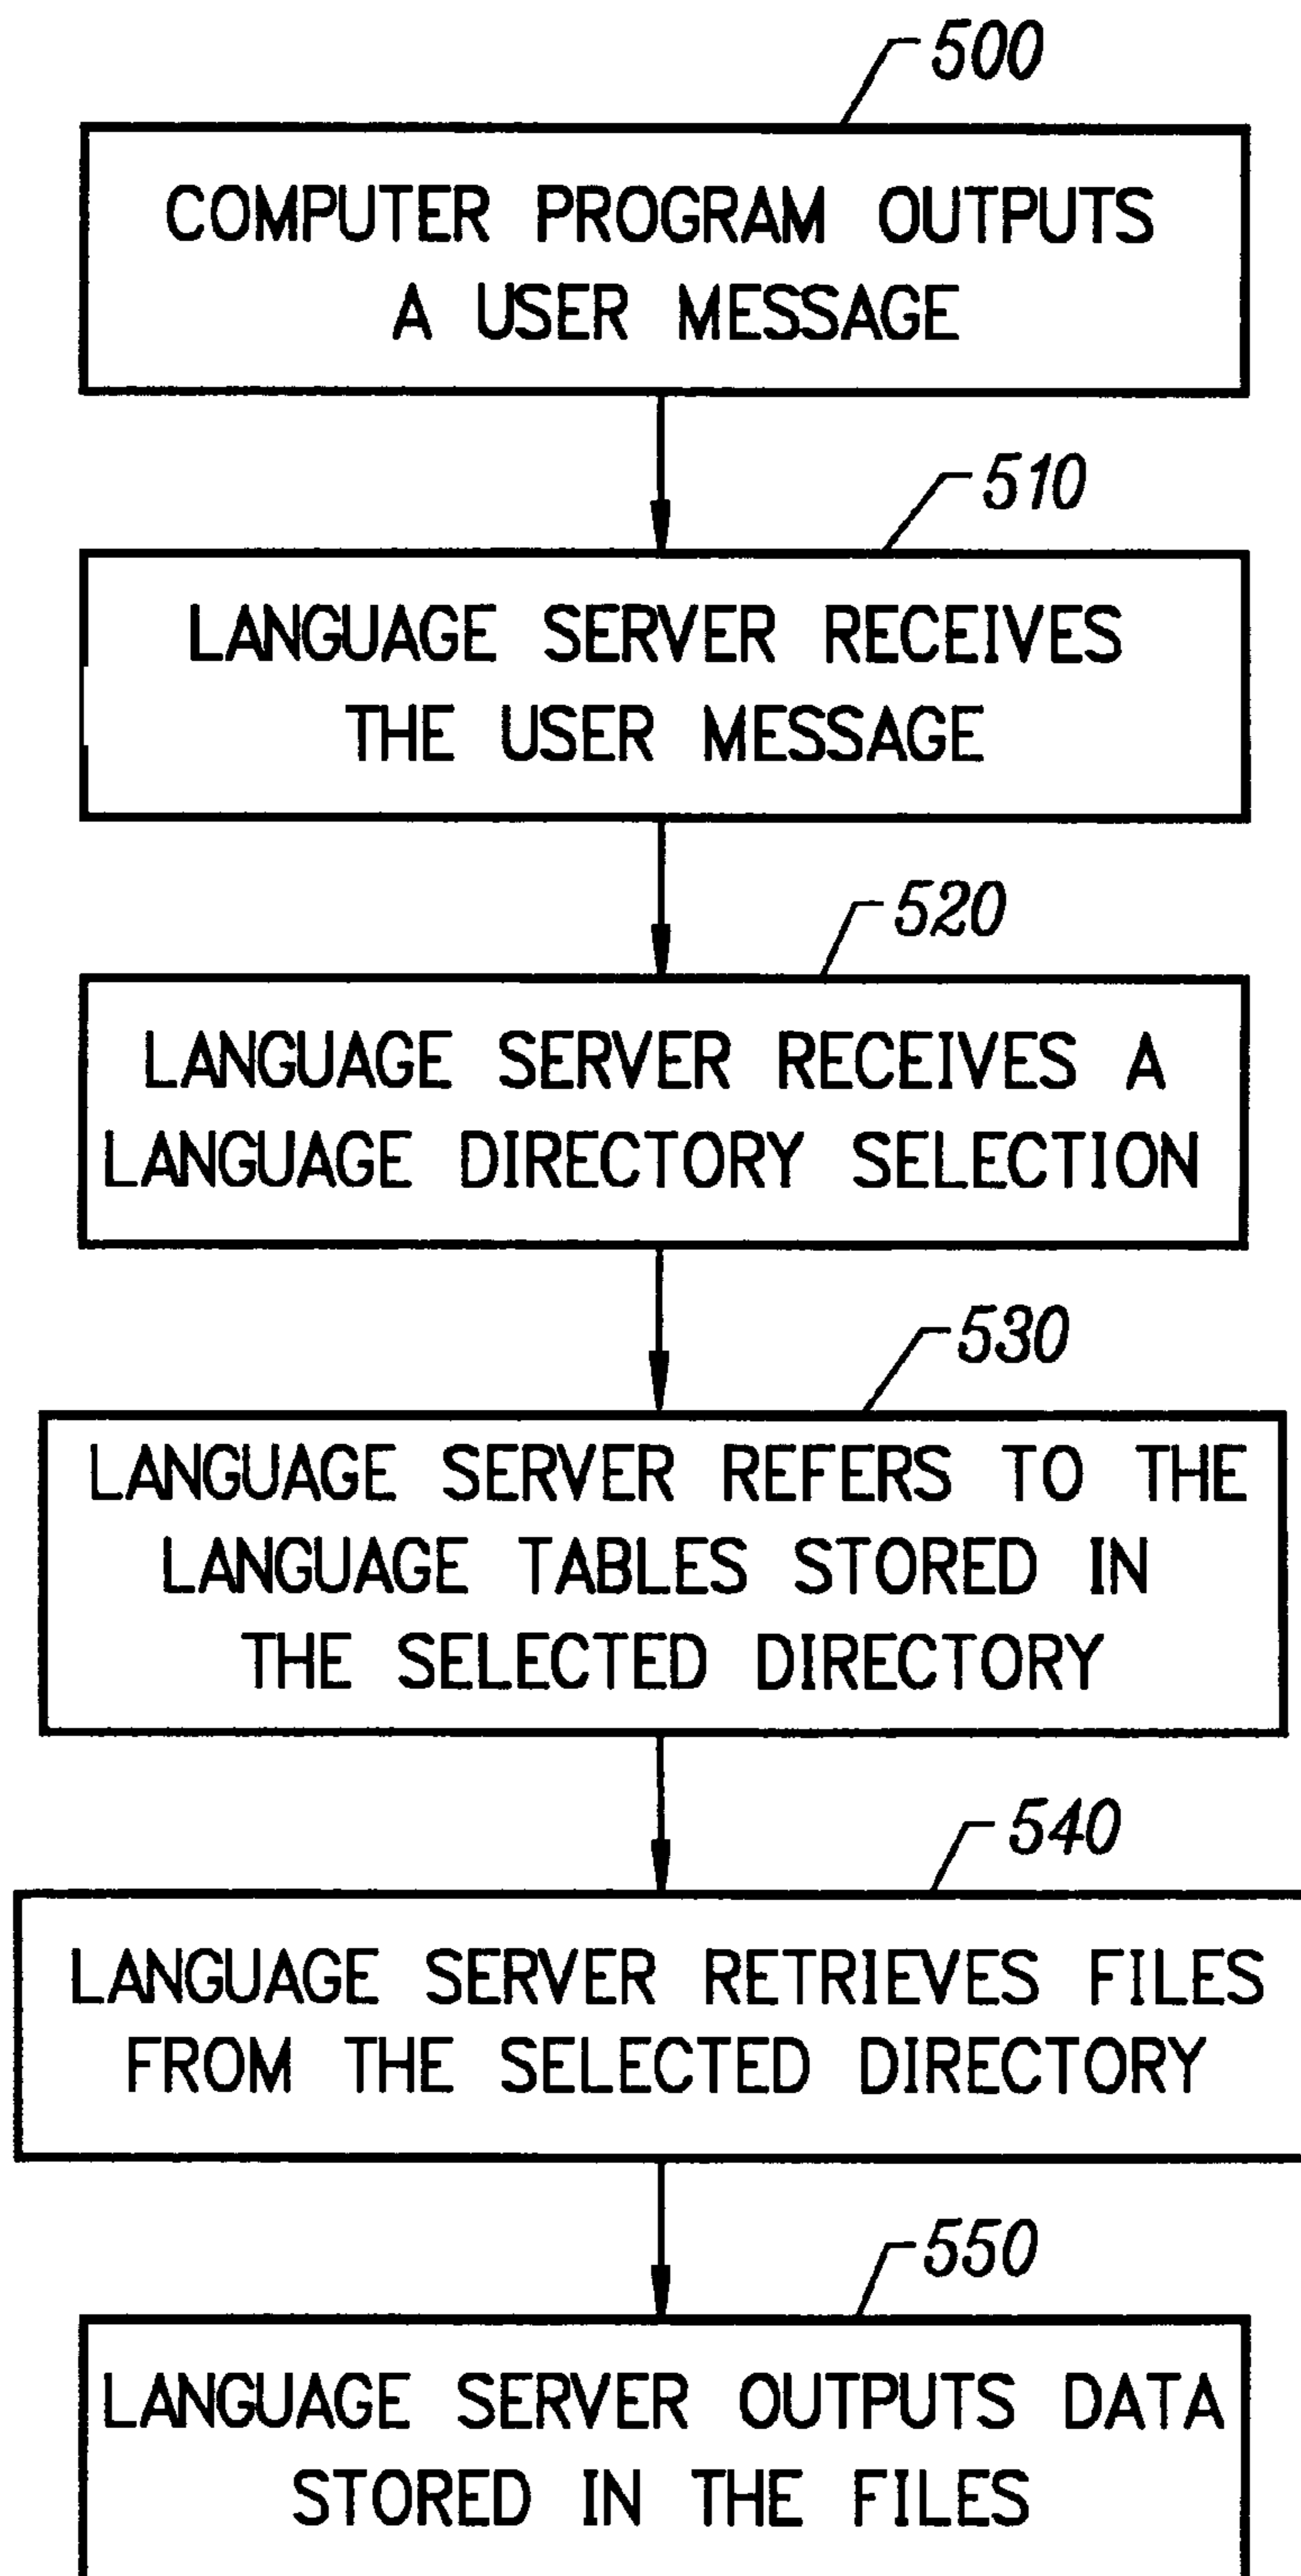 500
COMPUTER PROGRAM OUTPUTS
A USER MESSAGE
510
LANGUAGE SERVER RECEIVES
THE USER MESSAGE
520
LANGUAGE SERVER RECEIVES A
LANGUAGE DIRECTORY SELECTION
530
LANGUAGE SERVER REFERS TO THE
LANGUAGE TABLES STORED IN
THE SELECTED DIRECTORY
540
LANGUAGE SERVER RETRIEVES FILES
FROM THE SELECTED DIRECTORY
550
LANGUAGE SERVER OUTPUTS DATA
STORED IN THE FILES